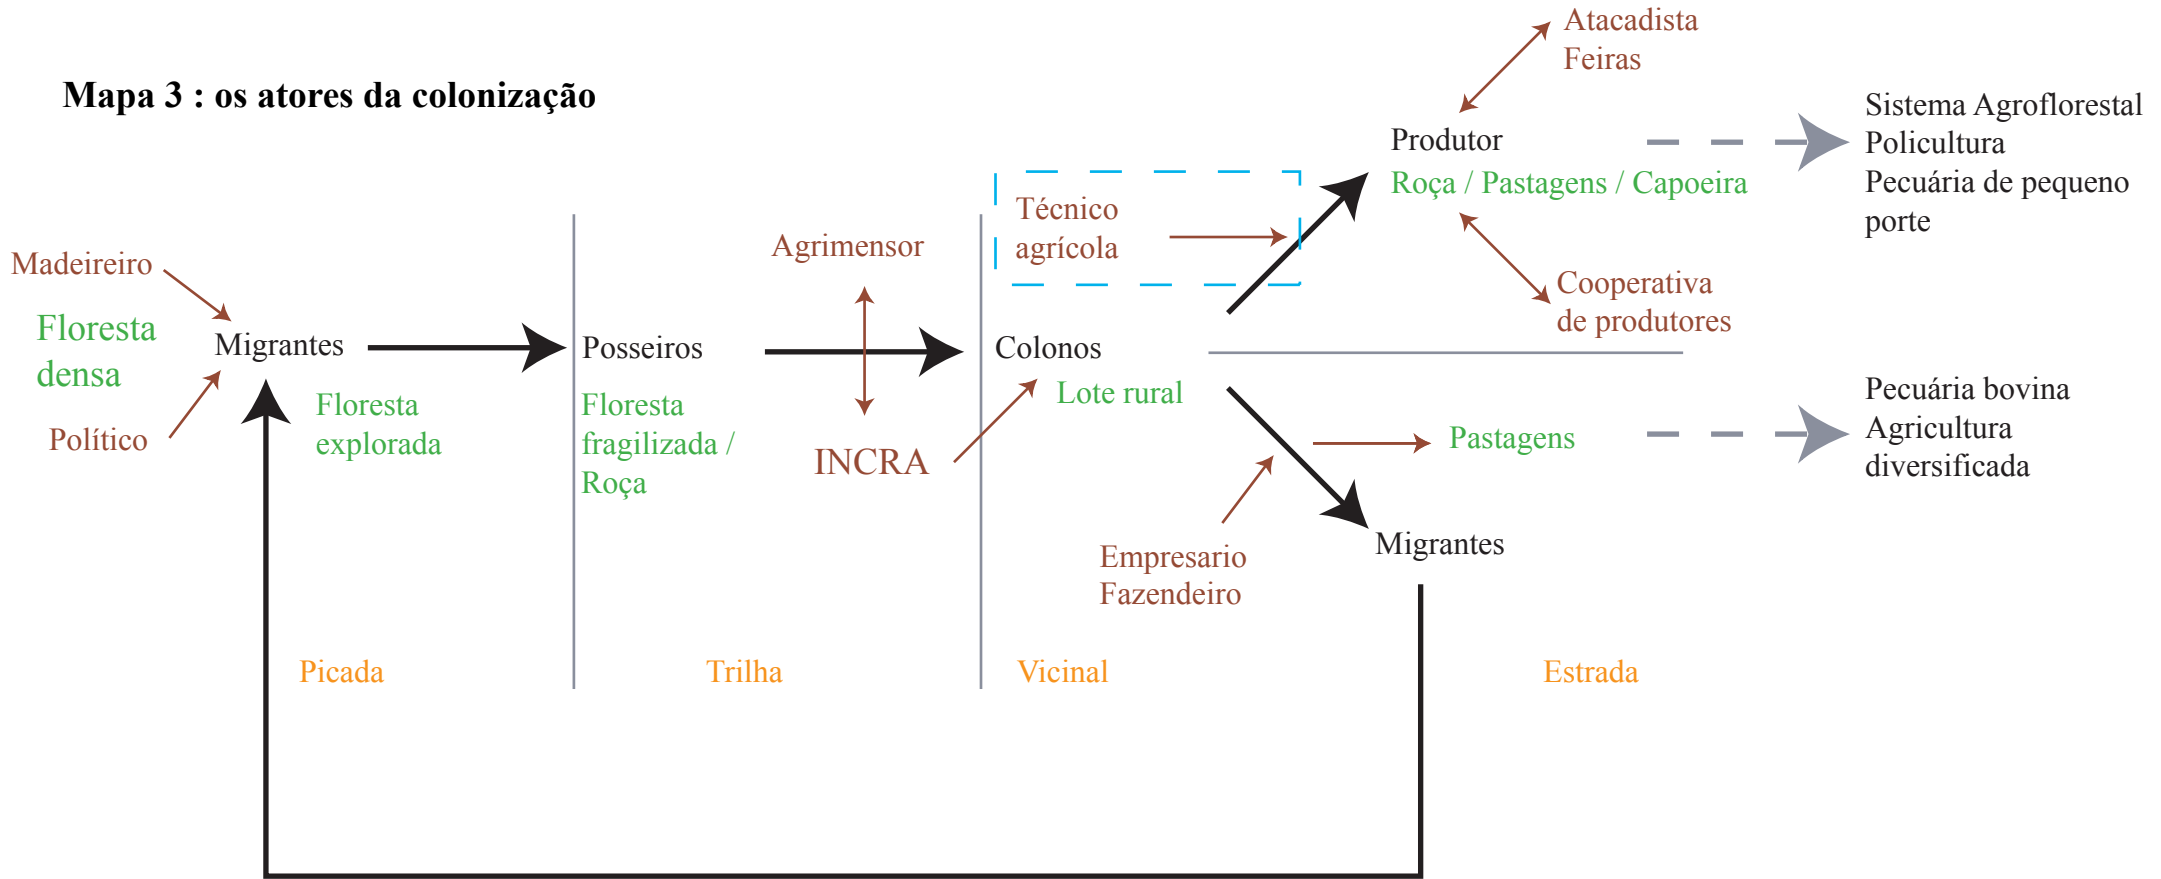 Mapa 3 : os atores da colonização
Atacadista
Feiras
Produtor
Roça / Pastagens / Capoeira
Sistema Agroflorestal
Policultura
Pecuária de pequeno
porte
Técnico
agrícola
Cooperativa
de produtores
Madeireiro
Floresta
densa
Político
Migrantes
Floresta
explorada
Posseiros
Floresta
fragilizada /
Roça
Agrimensor
INCRA
Colonos
Lote rural
Pastagens
Pecuária bovina
Agricultura
diversificada
Empresario
Fazendeiro
Migrantes
Picada
Trilha
Vicinal
Estrada